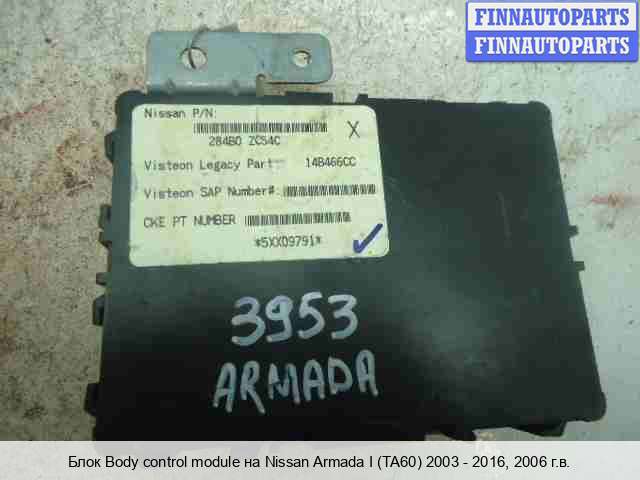 FINNAUTOPARTS
FINNAUTOPARTS
Nissan P/N:
284B0 ZC54C
X
Visteon Legacy Part 14B466CC
Visteon SAP Number#:
CKE PT NUMBER
*5XX09791*
3953
ARMADA
Блок Body control module на Nissan Armada I (TA60) 2003 - 2016, 2006 г.в.